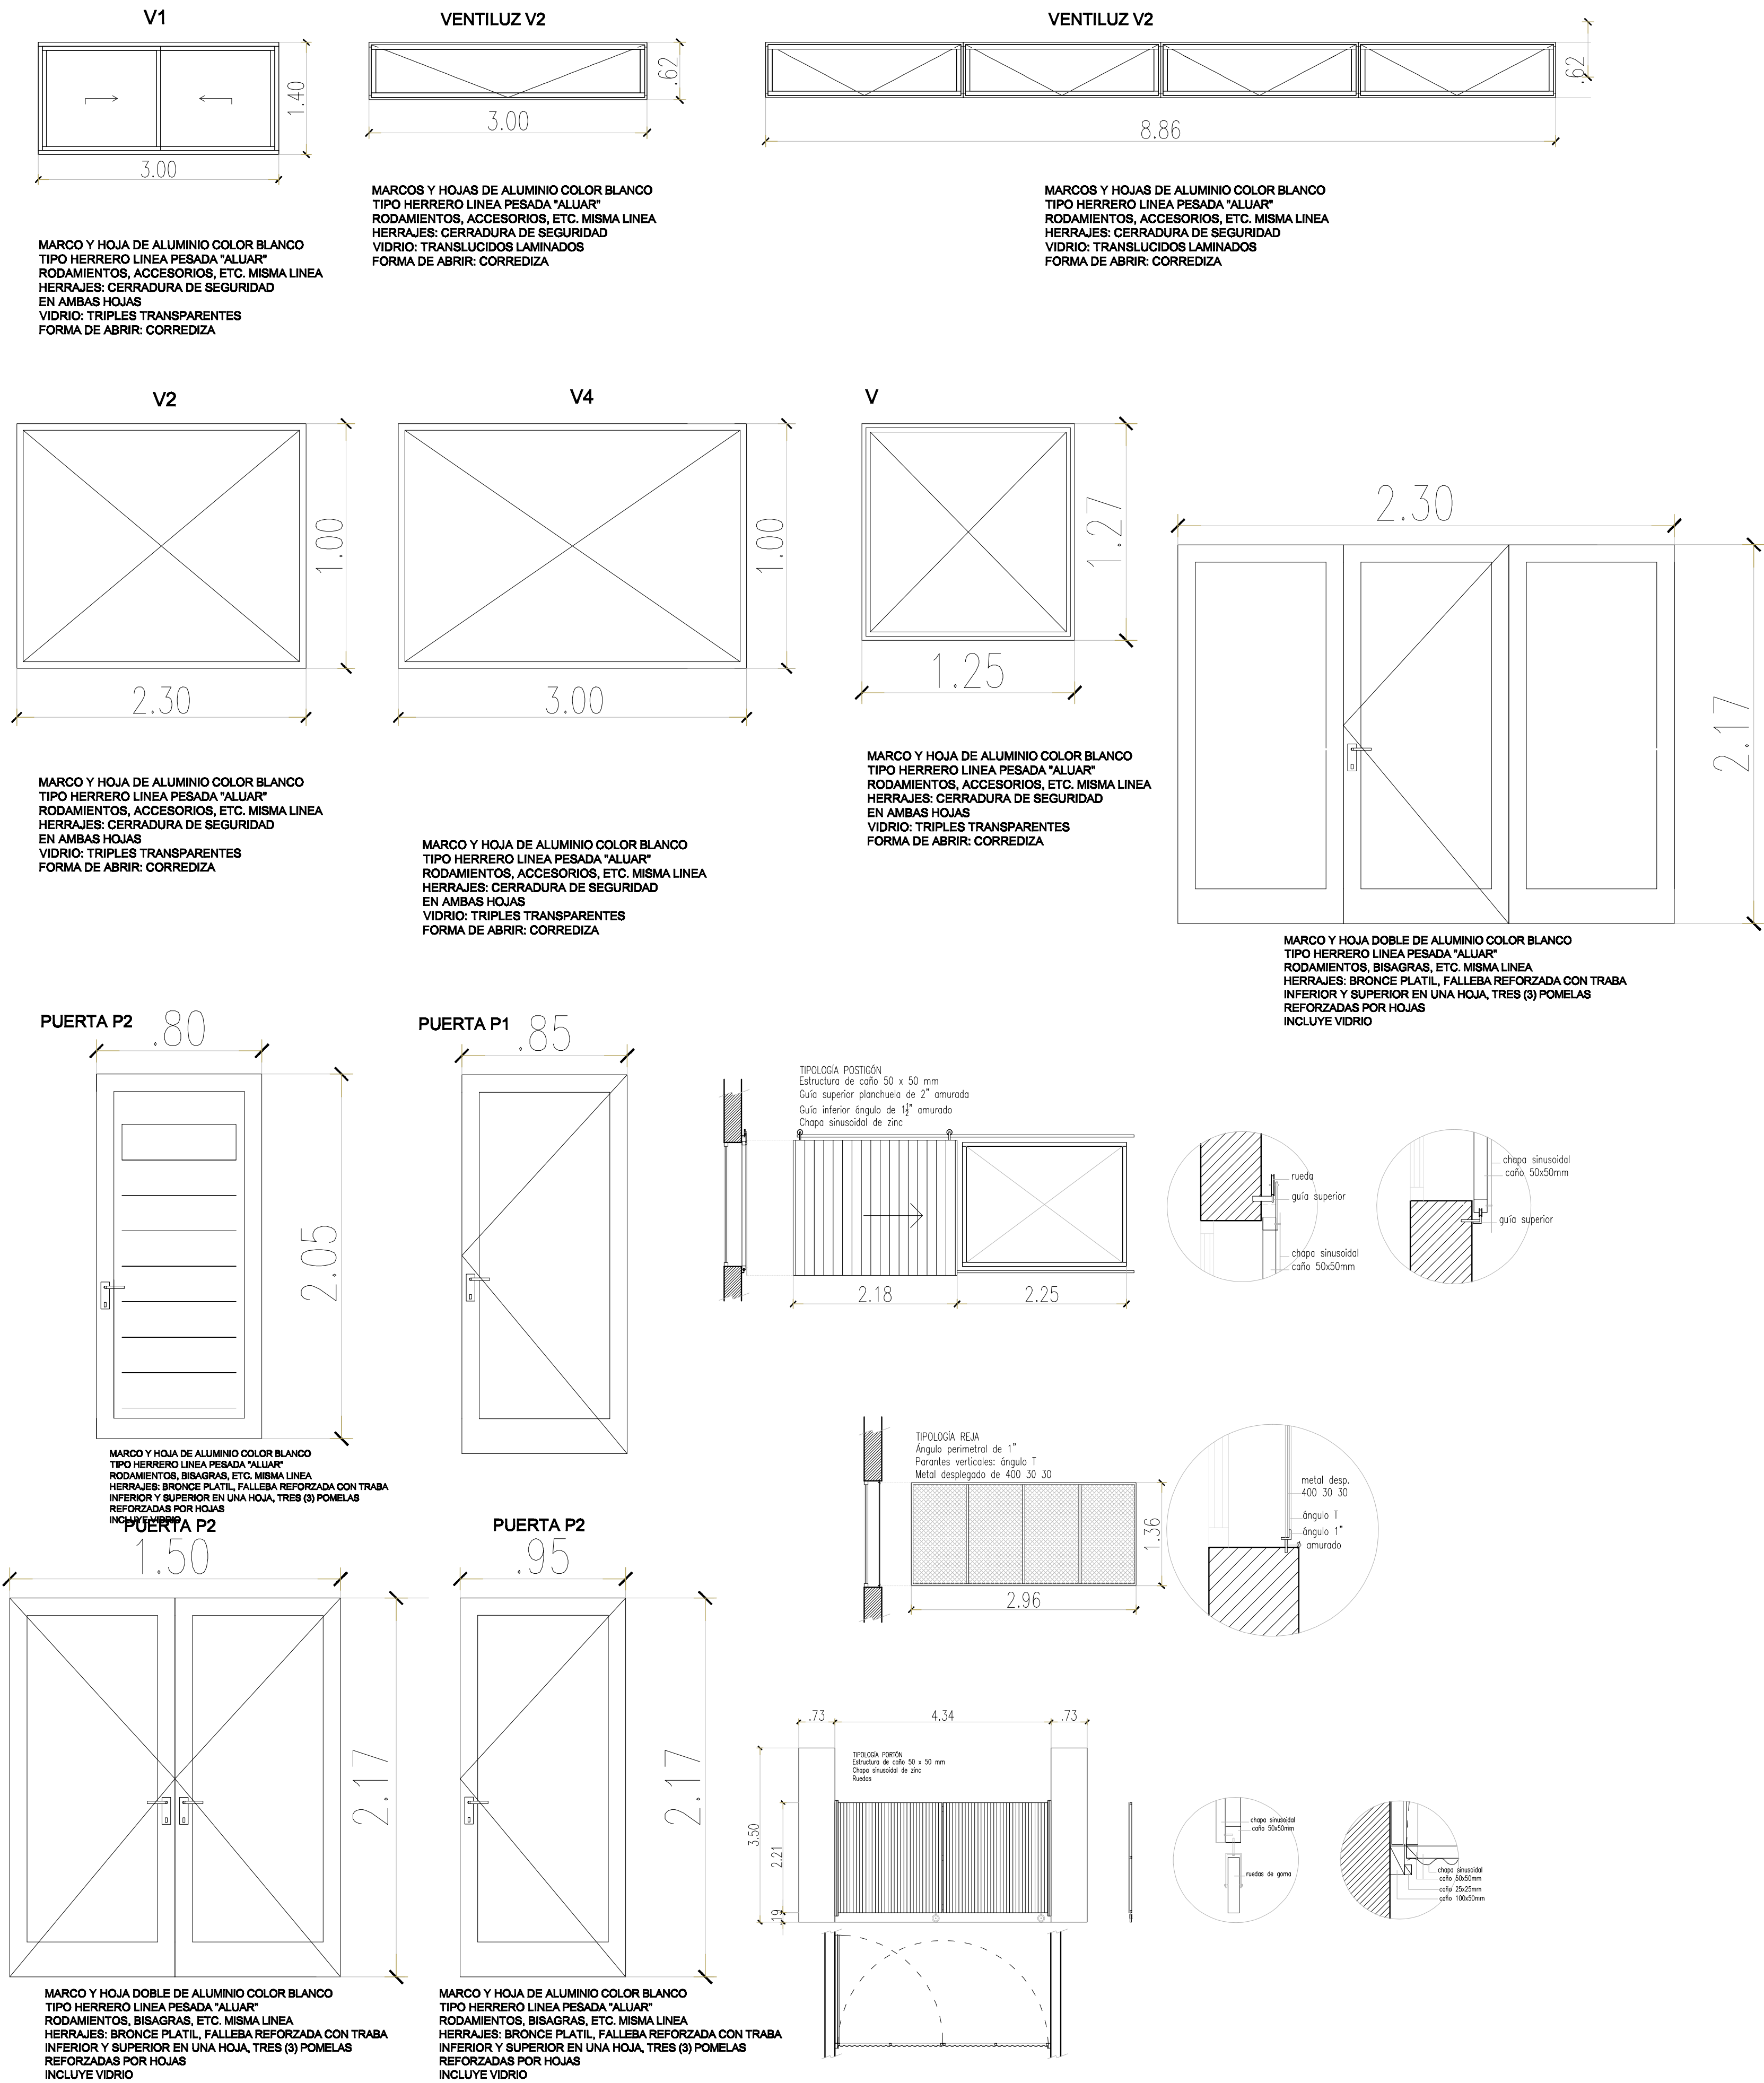 V1
1.40
3.00
MARCO Y HOJA DE ALUMINIO COLOR BLANCO
TIPO HERRERO LINEA PESADA "ALUAR"
RODAMIENTOS, ACCESORIOS, ETC. MISMA LINEA
HERRAJES: CERRADURA DE SEGURIDAD
EN AMBAS HOJAS
VIDRIO: TRIPLES TRANSPARENTES
FORMA DE ABRIR: CORREDIZA
VENTILUZ V2
.62
3.00
MARCOS Y HOJAS DE ALUMINIO COLOR BLANCO
TIPO HERRERO LINEA PESADA "ALUAR"
RODAMIENTOS, ACCESORIOS, ETC. MISMA LINEA
HERRAJES: CERRADURA DE SEGURIDAD
VIDRIO: TRANSLUCIDOS LAMINADOS
FORMA DE ABRIR: CORREDIZA
VENTILUZ V2
.62
8.86
MARCOS Y HOJAS DE ALUMINIO COLOR BLANCO
TIPO HERRERO LINEA PESADA "ALUAR"
RODAMIENTOS, ACCESORIOS, ETC. MISMA LINEA
HERRAJES: CERRADURA DE SEGURIDAD
VIDRIO: TRANSLUCIDOS LAMINADOS
FORMA DE ABRIR: CORREDIZA
V2
1.00
2.30
MARCO Y HOJA DE ALUMINIO COLOR BLANCO
TIPO HERRERO LINEA PESADA "ALUAR"
RODAMIENTOS, ACCESORIOS, ETC. MISMA LINEA
HERRAJES: CERRADURA DE SEGURIDAD
EN AMBAS HOJAS
VIDRIO: TRIPLES TRANSPARENTES
FORMA DE ABRIR: CORREDIZA
V4
1.00
3.00
MARCO Y HOJA DE ALUMINIO COLOR BLANCO
TIPO HERRERO LINEA PESADA "ALUAR"
RODAMIENTOS, ACCESORIOS, ETC. MISMA LINEA
HERRAJES: CERRADURA DE SEGURIDAD
EN AMBAS HOJAS
VIDRIO: TRIPLES TRANSPARENTES
FORMA DE ABRIR: CORREDIZA
V
1.27
1.25
MARCO Y HOJA DE ALUMINIO COLOR BLANCO
TIPO HERRERO LINEA PESADA "ALUAR"
RODAMIENTOS, ACCESORIOS, ETC. MISMA LINEA
HERRAJES: CERRADURA DE SEGURIDAD
EN AMBAS HOJAS
VIDRIO: TRIPLES TRANSPARENTES
FORMA DE ABRIR: CORREDIZA
2.30
2.17
MARCO Y HOJA DOBLE DE ALUMINIO COLOR BLANCO
TIPO HERRERO LINEA PESADA "ALUAR"
RODAMIENTOS, BISAGRAS, ETC. MISMA LINEA
HERRAJES: BRONCE PLATIL, FALLEBA REFORZADA CON TRABA
INFERIOR Y SUPERIOR EN UNA HOJA, TRES (3) POMELAS
REFORZADAS POR HOJAS
INCLUYE VIDRIO
PUERTA P2
.80
2.05
MARCO Y HOJA DE ALUMINIO COLOR BLANCO
TIPO HERRERO LINEA PESADA "ALUAR"
RODAMIENTOS, BISAGRAS, ETC. MISMA LINEA
HERRAJES: BRONCE PLATIL, FALLEBA REFORZADA CON TRABA
INFERIOR Y SUPERIOR EN UNA HOJA, TRES (3) POMELAS
REFORZADAS POR HOJAS
INCLUYE VIDRIO
PUERTA P1
.85
TIPOLOGÍA POSTIGÓN
Estructura de caño 50 x 50 mm
Guía superior planchuela de 2" amurada
Guía inferior ángulo de 1½" amurado
Chapa sinusoidal de zinc
2.18
2.25
rueda
guía superior
chapa sinusoidal
caño 50x50mm
chapa sinusoidal
caño 50x50mm
guía superior
TIPOLOGÍA REJA
Ángulo perimetral de 1"
Parantes verticales: ángulo T
Metal desplegado de 400 30 30
1.36
2.96
metal desp.
400 30 30
ángulo T
ángulo 1"
amurado
PUERTA P2
1.50
2.17
MARCO Y HOJA DOBLE DE ALUMINIO COLOR BLANCO
TIPO HERRERO LINEA PESADA "ALUAR"
RODAMIENTOS, BISAGRAS, ETC. MISMA LINEA
HERRAJES: BRONCE PLATIL, FALLEBA REFORZADA CON TRABA
INFERIOR Y SUPERIOR EN UNA HOJA, TRES (3) POMELAS
REFORZADAS POR HOJAS
INCLUYE VIDRIO
PUERTA P2
.95
2.17
MARCO Y HOJA DE ALUMINIO COLOR BLANCO
TIPO HERRERO LINEA PESADA "ALUAR"
RODAMIENTOS, BISAGRAS, ETC. MISMA LINEA
HERRAJES: BRONCE PLATIL, FALLEBA REFORZADA CON TRABA
INFERIOR Y SUPERIOR EN UNA HOJA, TRES (3) POMELAS
REFORZADAS POR HOJAS
INCLUYE VIDRIO
.73
4.34
.73
TIPOLOGÍA PORTÓN
Estructura de caño 50 x 50 mm
Chapa sinusoidal de zinc
Ruedas
3.50
2.21
.19
chapa sinusoidal
caño 50x50mm
ruedas de goma
chapa sinusoidal
caño 50x50mm
caño 25x25mm
caño 100x50mm